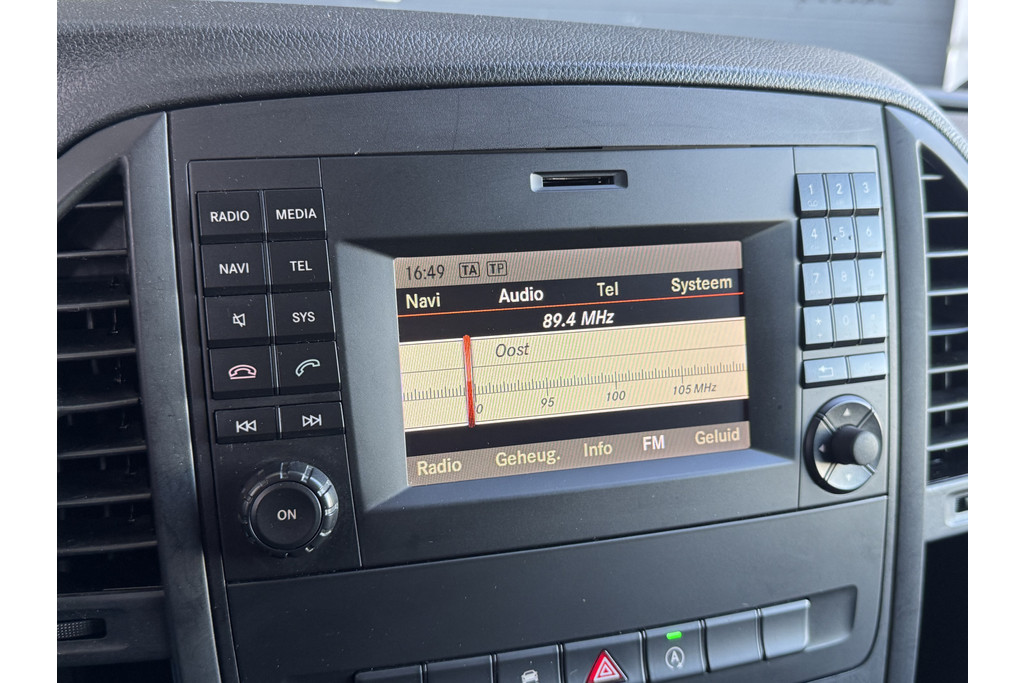 RADIO MEDIA
NAVI TEL
SYS
ON
16:49 TA TP
Navi Audio Tel Systeem
89.4 MHz
Oost
0 95 100 105 MHz
Radio Geheug. Info FM Geluid
1 2 3
4 5 6
7 8 9
* 0 #
A